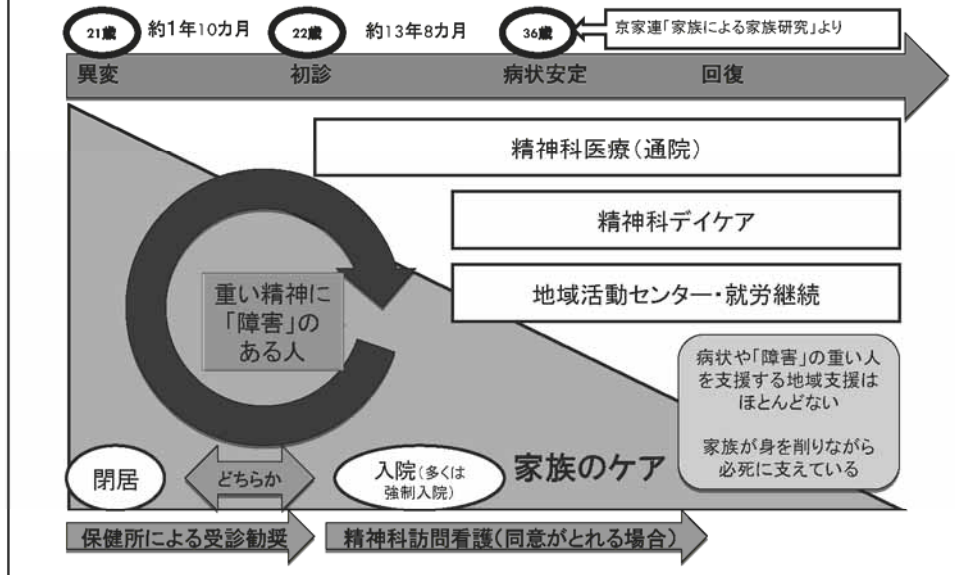 21歳
約1年10カ月
22歳
約13年8カ月
36歳
京家連「家族による家族研究」より
異変
初診
病状安定
回復
精神科医療(通院)
精神科デイケア
地域活動センター・就労継続
重い精神に
「障害」の
ある人
病状や「障害」の重い人
を支援する地域支援は
ほとんどない
家族が身を削りながら
必死に支えている
閉居
どちらか
入院(多くは
強制入院)
家族のケア
保健所による受診勧奨
精神科訪問看護(同意がとれる場合)